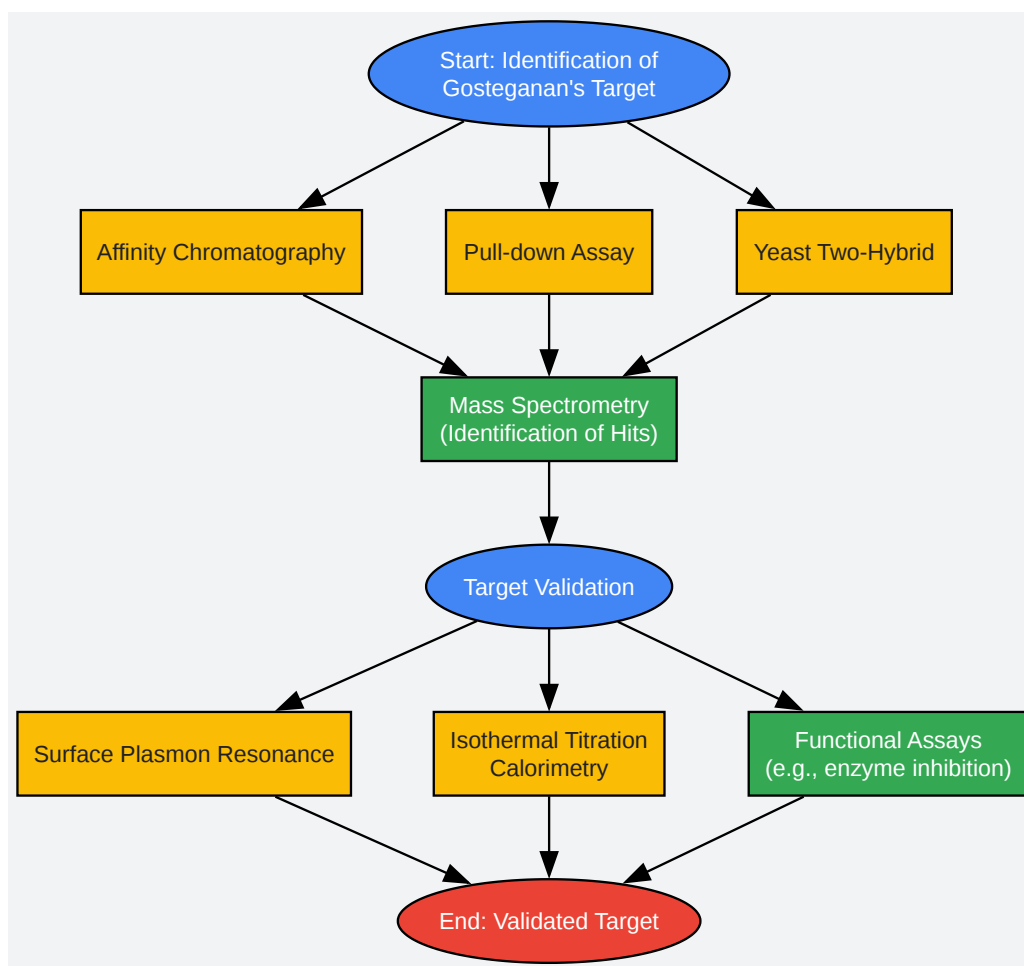 Start: Identification of
Gosteganan's Target
Affinity Chromatography
Pull-down Assay
Yeast Two-Hybrid
Mass Spectrometry
(Identification of Hits)
Target Validation
Surface Plasmon Resonance
Isothermal Titration
Calorimetry
Functional Assays
(e.g., enzyme inhibition)
End: Validated Target